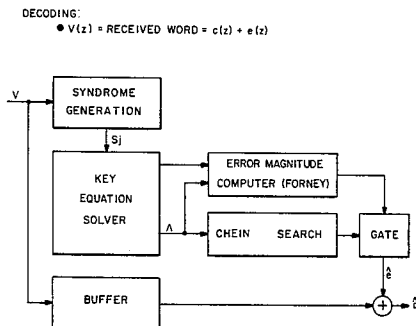 DECODING:
● V(z) = RECEIVED WORD = c(z) + e(z)
V
SYNDROME
GENERATION
Sj
KEY
EQUATION
SOLVER
ERROR MAGNITUDE
COMPUTER (FORNEY)
Λ
CHEIN SEARCH
GATE
ê
BUFFER
+